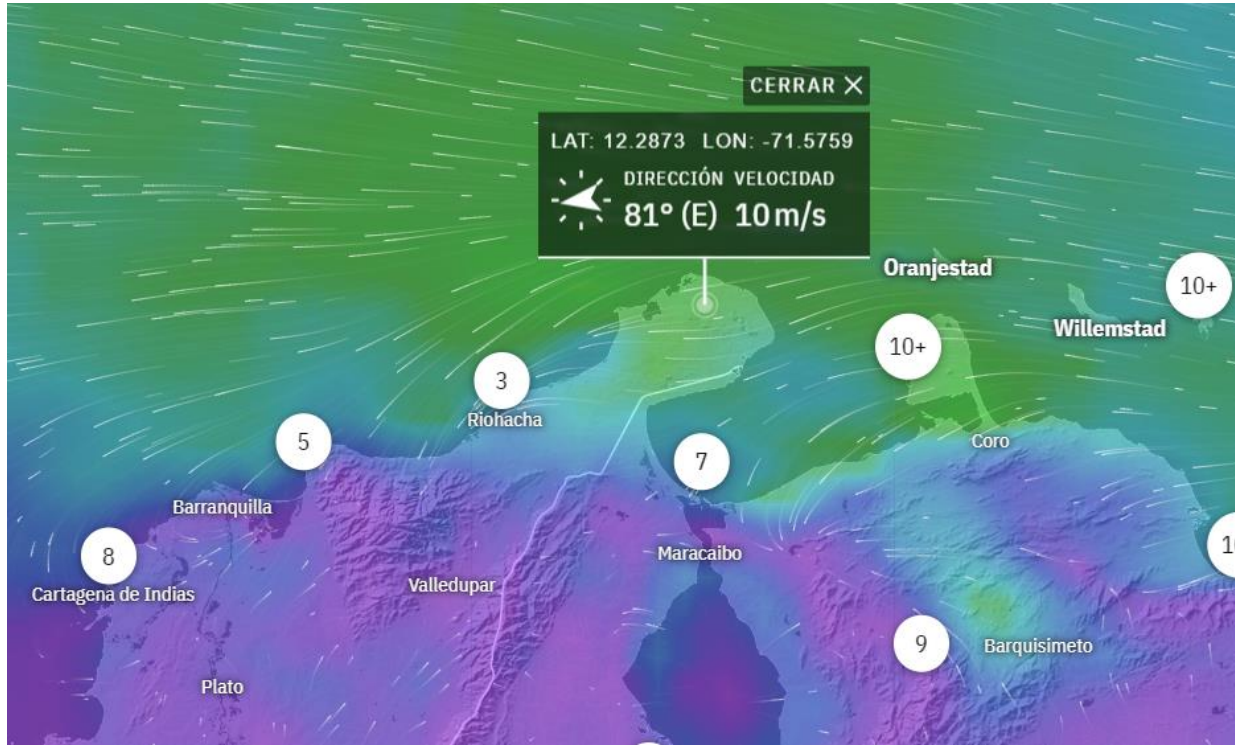 CERRAR ×
LAT: 12.2873 LON: -71.5759
DIRECCIÓN VELOCIDAD
81° (E) 10 m/s
Oranjestad
10+
Willemstad
10+
3
Riohacha
5
Coro
7
Barranquilla
8
Maracaibo
Cartagena de Indias
Valledupar
9
Barquisimeto
Plato